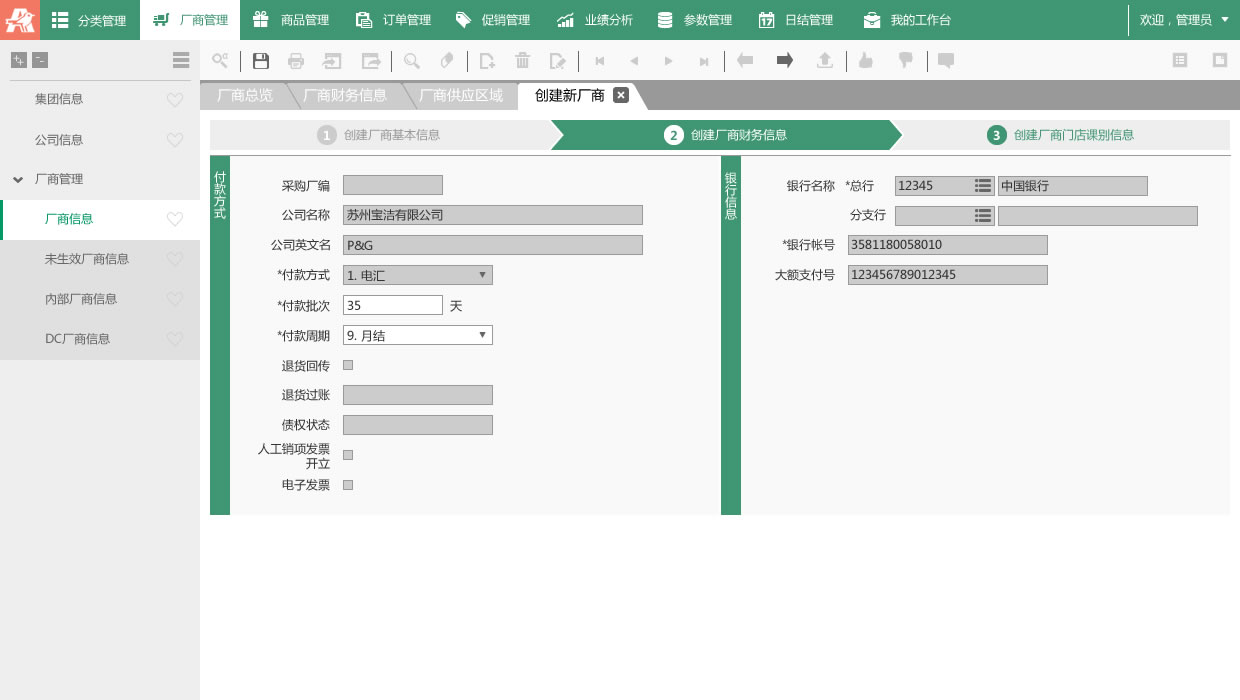 分类管理 厂商管理 商品管理 订单管理 促销管理 业绩分析 参数管理 17 日结管理 我的工作台 欢迎，管理员
集团信息
公司信息
厂商管理
厂商信息
未生效厂商信息
内部厂商信息
DC厂商信息
厂商总览 厂商财务信息 厂商供应区域 创建新厂商
1 创建厂商基本信息 2 创建厂商财务信息 3 创建厂商门店课别信息
付款方式
采购厂编
公司名称 苏州宝洁有限公司
公司英文名 P&G
*付款方式 1. 电汇
*付款批次 35 天
*付款周期 9. 月结
退货回传
退货过账
债权状态
人工销项发票
开立
电子发票
银行信息
银行名称 *总行 12345 中国银行
分支行
*银行帐号 3581180058010
大额支付号 123456789012345